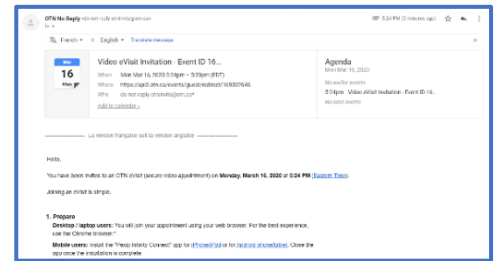 OTN No Reply
5:24 PM (0 minutes ago)
to me
French > English Translate message
Mon
16
Mar
Video eVisit Invitation - Event ID 16...
When Mon Mar 16, 2020 5:24pm – 5:29pm (EDT)
Where
Who
Add to calendar »
Agenda
Mon Mar 16, 2020
No earlier events
5:24pm Video eVisit Invitation - Event ID 16...
No later events
La version française suit la version anglaise
Hello,
You have been invited to an OTN eVisit (secure video appointment) on Monday, March 16, 2020 at 5:24 PM (Eastern Time).
Joining an eVisit is simple.
1. Prepare
Desktop / laptop users: You will join your appointment using your web browser. For the best experience,
use the Chrome browser.*
Mobile users: Install the "Pexip Infinity Connect" app for iPhone/iPad or for Android phone/tablet. Close the
app once the installation is complete.